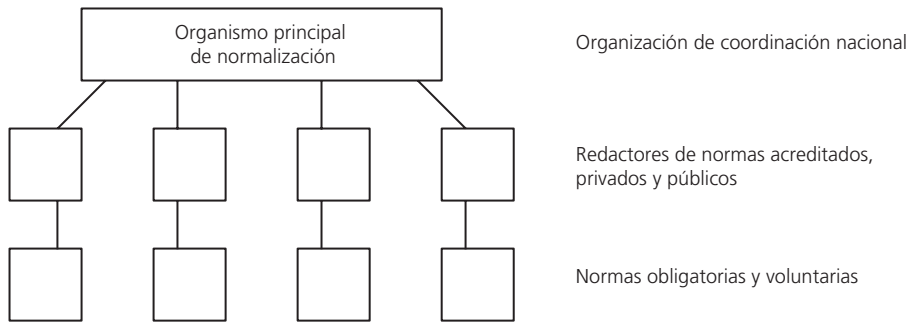 Organismo principal
de normalización
Organización de coordinación nacional
Redactores de normas acreditados,
privados y públicos
Normas obligatorias y voluntarias